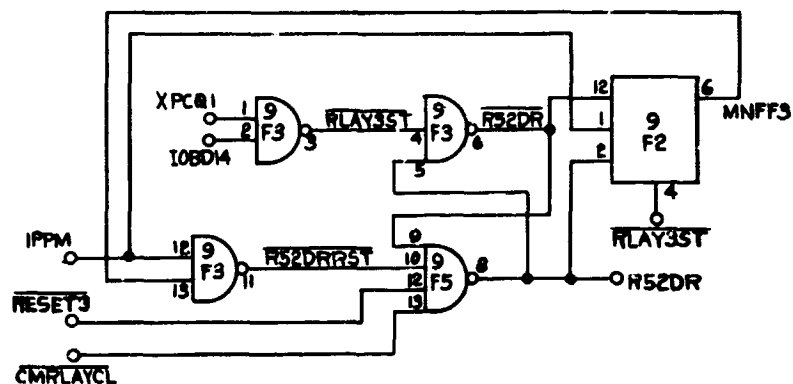 12
6
XPCQ1
1
9
F3
2
3
IOBD14
RLAY3ST
4
9
F3
6
5
R52DR
1
9
F2
2
MNFF3
4
RLAY3ST
1PPM
12
9
F3
13
11
R52DRRST
9
10
9
F5
12
13
8
R52DR
RESET3
CMRLAYCL